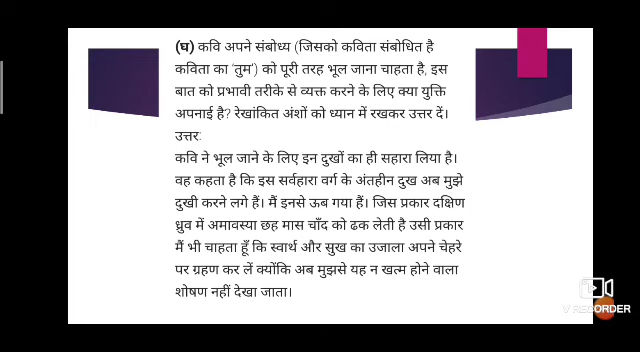 (घ) कवि अपने संबोध्य (जिसको कविता संबोधित है
कविता का 'तुम') को पूरी तरह भूल जाना चाहता है, इस
बात को प्रभावी तरीके से व्यक्त करने के लिए क्या युक्ति
अपनाई है? रेखांकित अंशों को ध्यान में रखकर उत्तर दें।
उत्तर:
कवि ने भूल जाने के लिए इन दुखों का ही सहारा लिया है।
वह कहता है कि इस सर्वहारा वर्ग के अंतहीन दुख अब मुझे
दुखी करने लगे हैं। मैं इनसे ऊब गया हैं। जिस प्रकार दक्षिण
ध्रुव में अमावस्या छह मास चाँद को ढक लेती है उसी प्रकार
मैं भी चाहता हूँ कि स्वार्थ और सुख का उजाला अपने चेहरे
पर ग्रहण कर लें क्योंकि अब मुझसे यह न खत्म होने वाला
शोषण नहीं देखा जाता।
V RECORDER